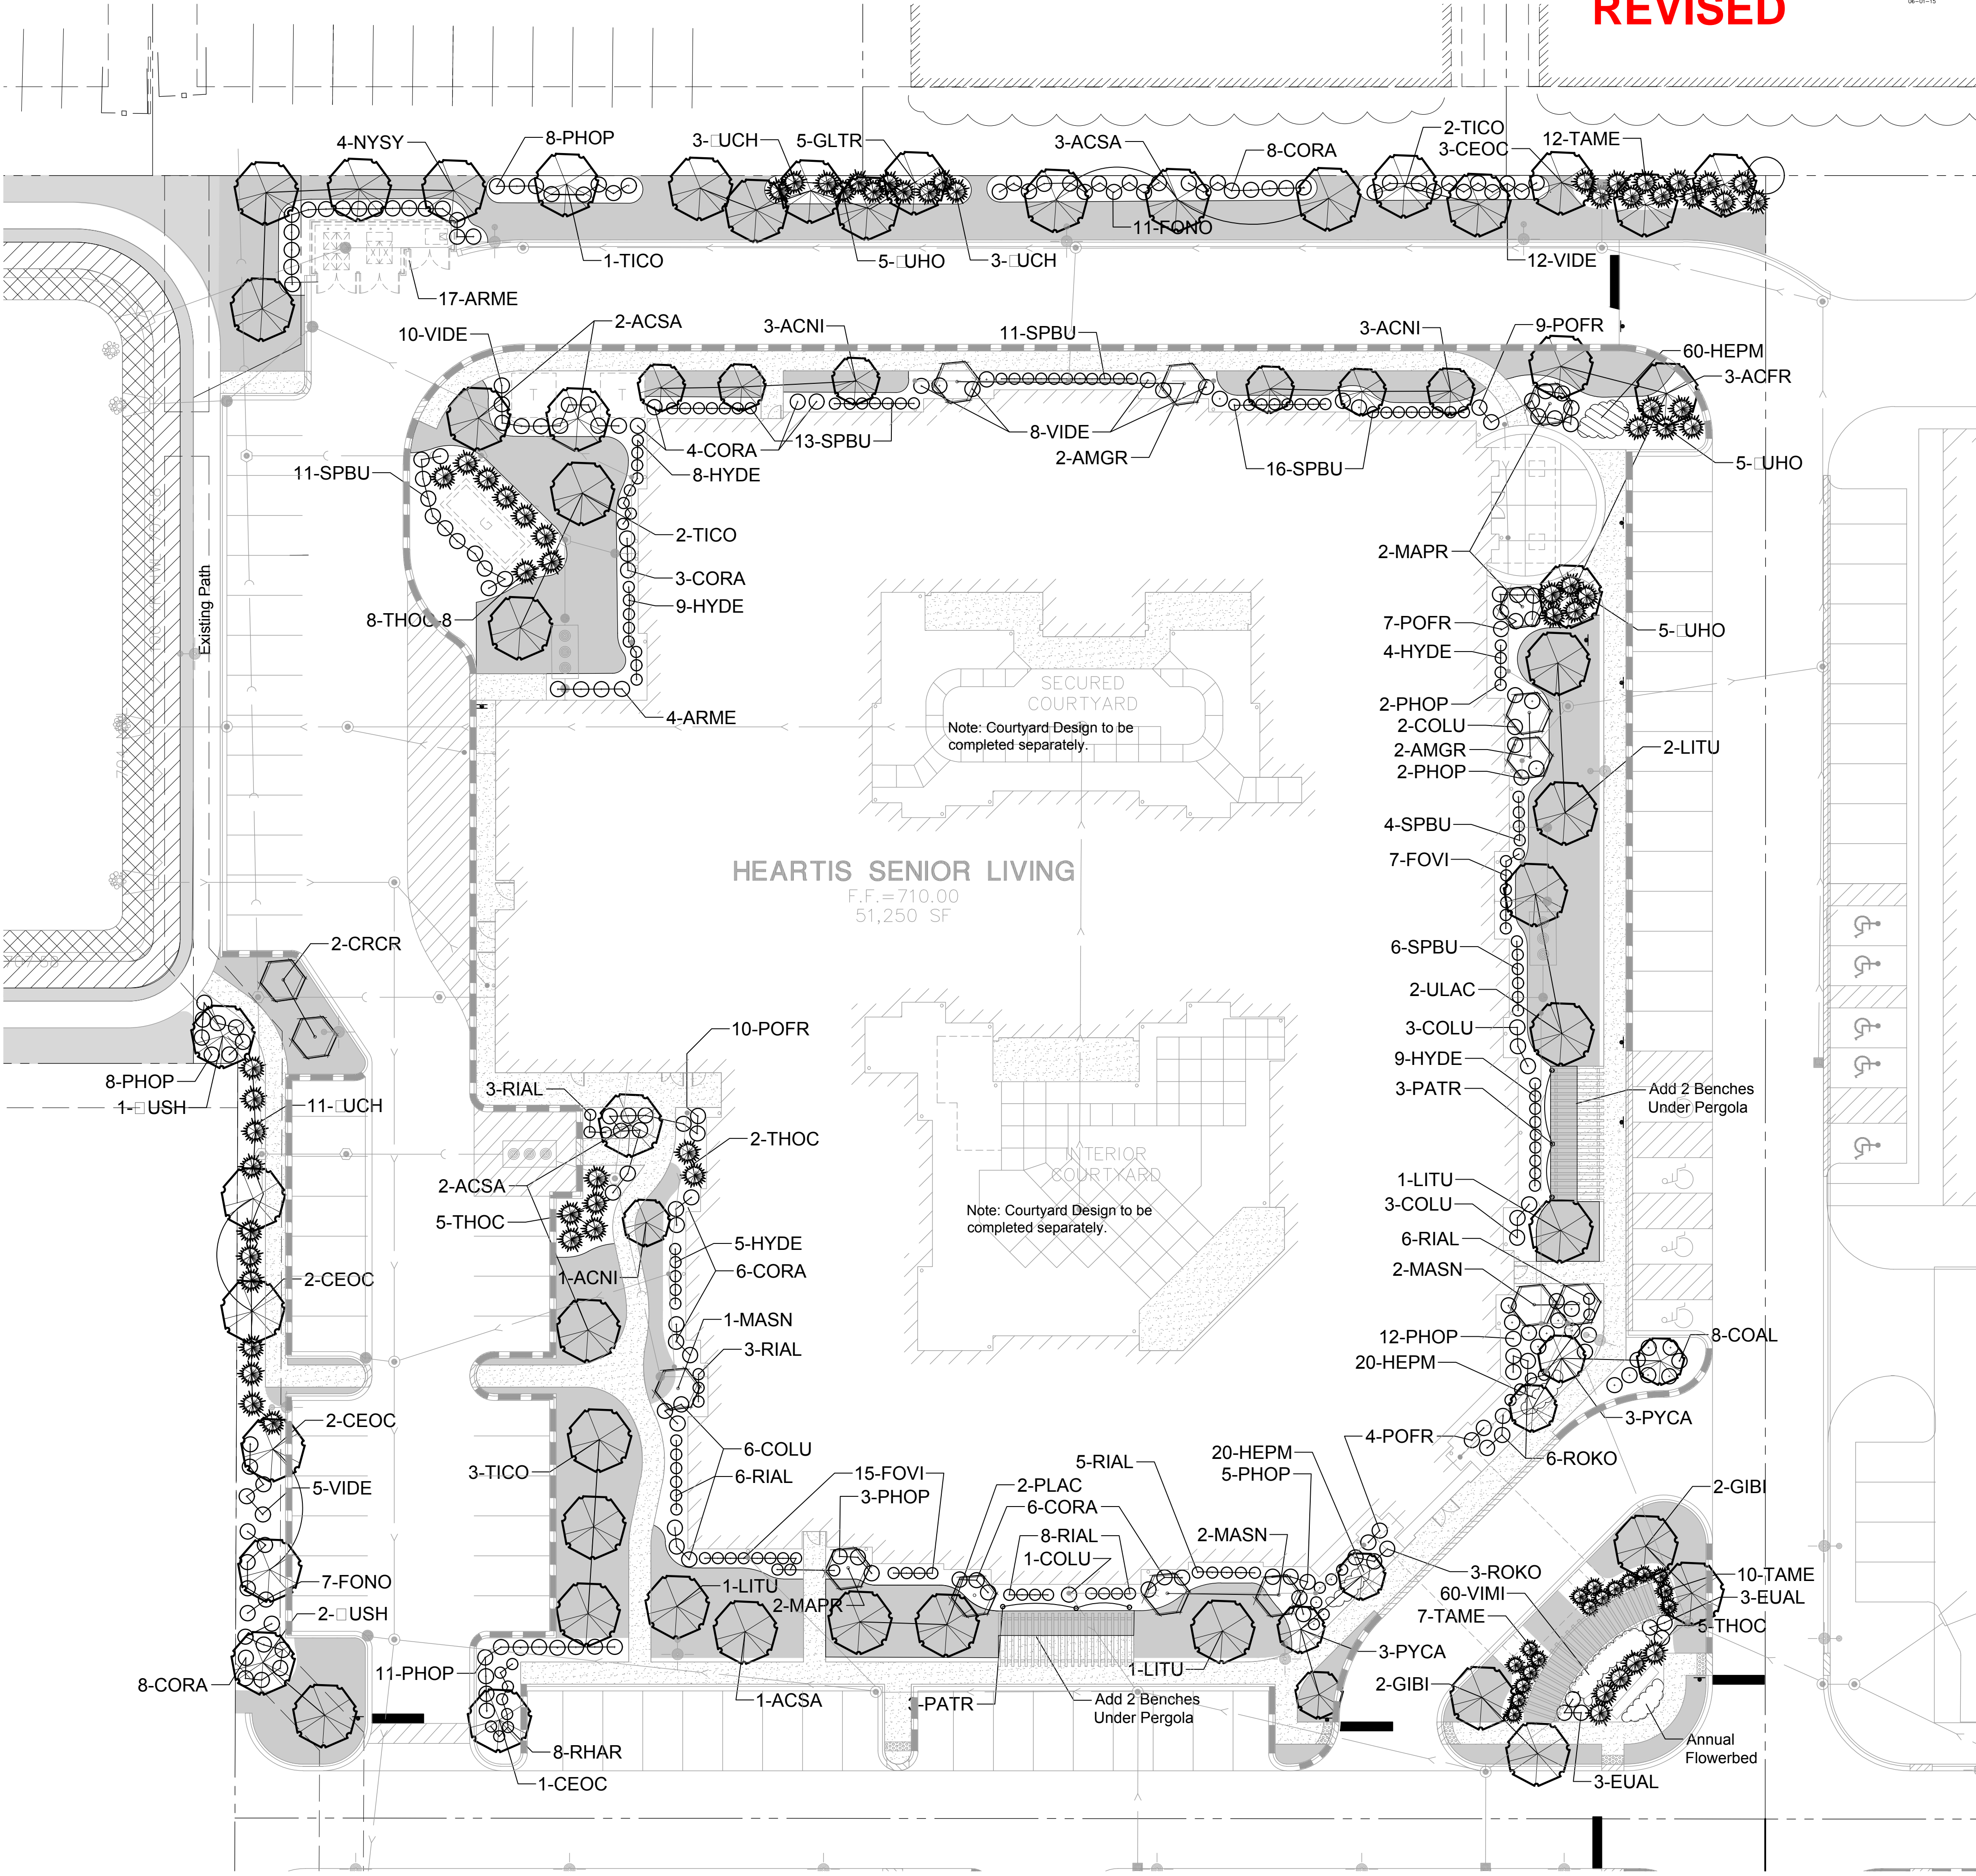 REVISED
06-01-15
4-NYSY
8-PHOP
3-□UCH
5-GLTR
3-ACSA
8-CORA
2-TICO
3-CEOC
12-TAME
11-FONO
1-TICO
5-□UHO
3-□UCH
12-VIDE
17-ARME
10-VIDE
2-ACSA
3-ACNI
11-SPBU
3-ACNI
9-POFR
60-HEPM
3-ACFR
4-CORA
13-SPBU
8-VIDE
2-AMGR
16-SPBU
5-□UHO
11-SPBU
8-HYDE
2-TICO
3-CORA
9-HYDE
8-THOC-8
4-ARME
Existing Path
G
T
T
2-MAPR
7-POFR
5-□UHO
4-HYDE
2-PHOP
2-COLU
2-AMGR
2-PHOP
2-LITU
4-SPBU
7-FOVI
6-SPBU
2-ULAC
3-COLU
9-HYDE
3-PATR
Add 2 Benches
Under Pergola
1-LITU
3-COLU
6-RIAL
2-MASN
12-PHOP
20-HEPM
8-COAL
3-PYCA
SECURED
COURTYARD
Note: Courtyard Design to be
completed separately.
HEARTIS SENIOR LIVING
F.F.=710.00
51,250 SF
INTERIOR
COURTYARD
Note: Courtyard Design to be
completed separately.
2-CRCR
8-PHOP
1-□USH
11-□UCH
10-POFR
3-RIAL
2-THOC
2-ACSA
5-THOC
5-HYDE
6-CORA
1-ACNI
2-CEOC
1-MASN
3-RIAL
2-CEOC
5-VIDE
3-TICO
6-COLU
6-RIAL
15-FOVI
3-PHOP
2-PLAC
6-CORA
5-RIAL
8-RIAL
1-COLU
20-HEPM
5-PHOP
2-MASN
4-POFR
6-ROKO
2-GIBI
7-FONO
2-□USH
1-LITU
2-MAPR
3-ROKO
60-VIMI
7-TAME
10-TAME
3-EUAL
5-THOC
8-CORA
11-PHOP
1-ACSA
3-PATR
Add 2 Benches
Under Pergola
1-LITU
3-PYCA
2-GIBI
8-RHAR
1-CEOC
3-EUAL
Annual
Flowerbed